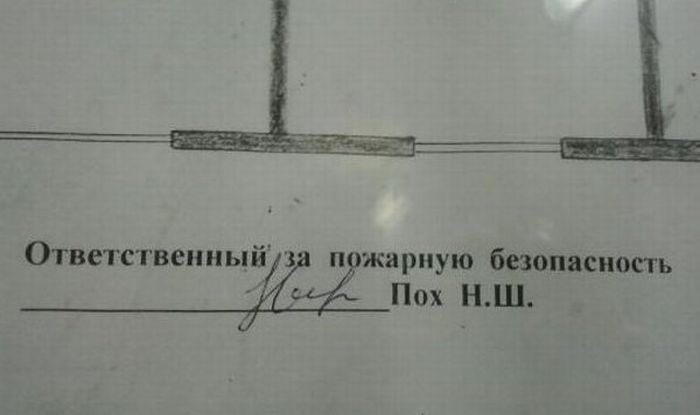 Ответственный за пожарную безопасность
Пох Н.Ш.